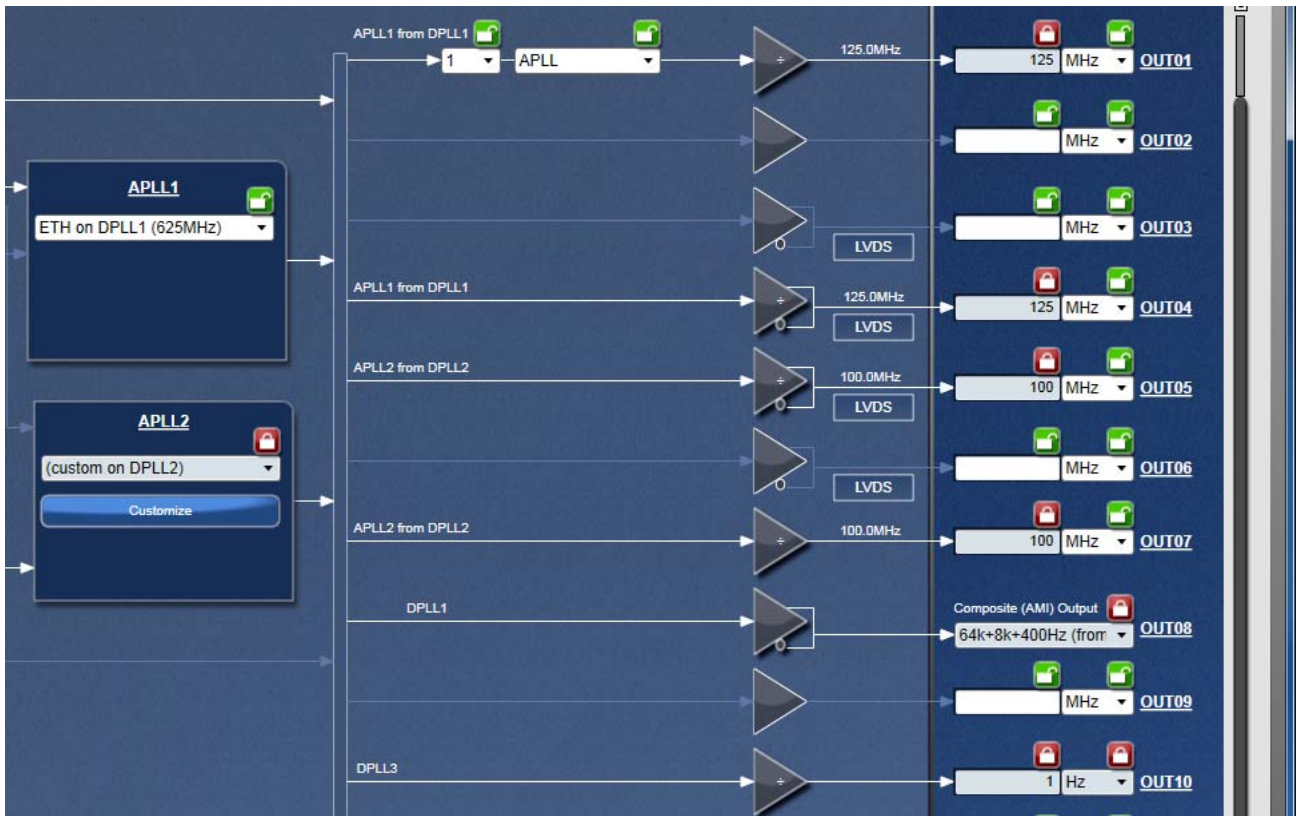 APLL1 from DPLL1
1 APLL 125.0MHz 125 MHz OUT01
MHz OUT02
APLL1
ETH on DPLL1 (625MHz)
MHz OUT03
LVDS
APLL1 from DPLL1
÷ 125.0MHz 125 MHz OUT04
LVDS
APLL2 from DPLL2
÷ 100.0MHz 100 MHz OUT05
LVDS
APLL2
(custom on DPLL2)
Customize
MHz OUT06
LVDS
APLL2 from DPLL2
÷ 100.0MHz 100 MHz OUT07
DPLL1
Composite (AMI) Output
64k+8k+400Hz (from OUT08
MHz OUT09
DPLL3
÷ 1 Hz OUT10